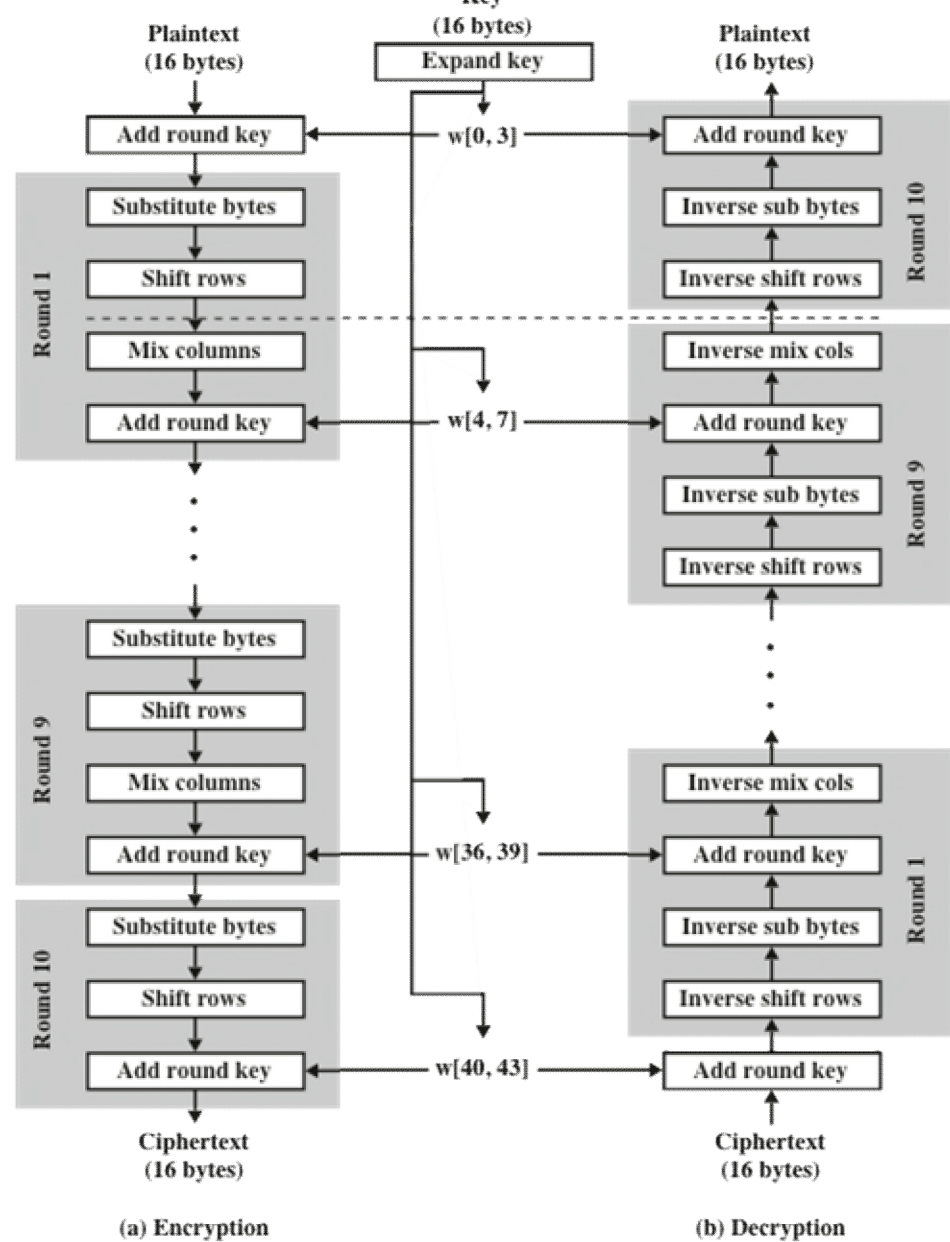 Key
(16 bytes)
Expand key
Plaintext
(16 bytes)
Add round key
Substitute bytes
Shift rows
Mix columns
Add round key
Round 1
Substitute bytes
Shift rows
Mix columns
Add round key
Round 9
Substitute bytes
Shift rows
Add round key
Round 10
Ciphertext
(16 bytes)
(a) Encryption
w[0, 3]
w[4, 7]
w[36, 39]
w[40, 43]
Plaintext
(16 bytes)
Add round key
Inverse sub bytes
Inverse shift rows
Round 10
Inverse mix cols
Add round key
Inverse sub bytes
Inverse shift rows
Round 9
Inverse mix cols
Add round key
Inverse sub bytes
Inverse shift rows
Round 1
Add round key
Ciphertext
(16 bytes)
(b) Decryption